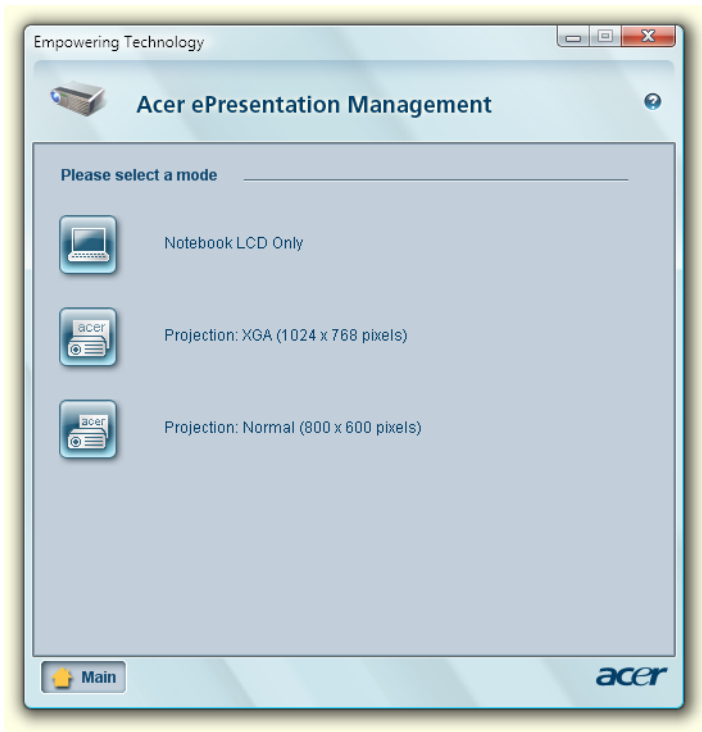 Empowering Technology
Acer ePresentation Management
?
Please select a mode
Notebook LCD Only
acer
Projection: XGA (1024 x 768 pixels)
acer
Projection: Normal (800 x 600 pixels)
Main
acer